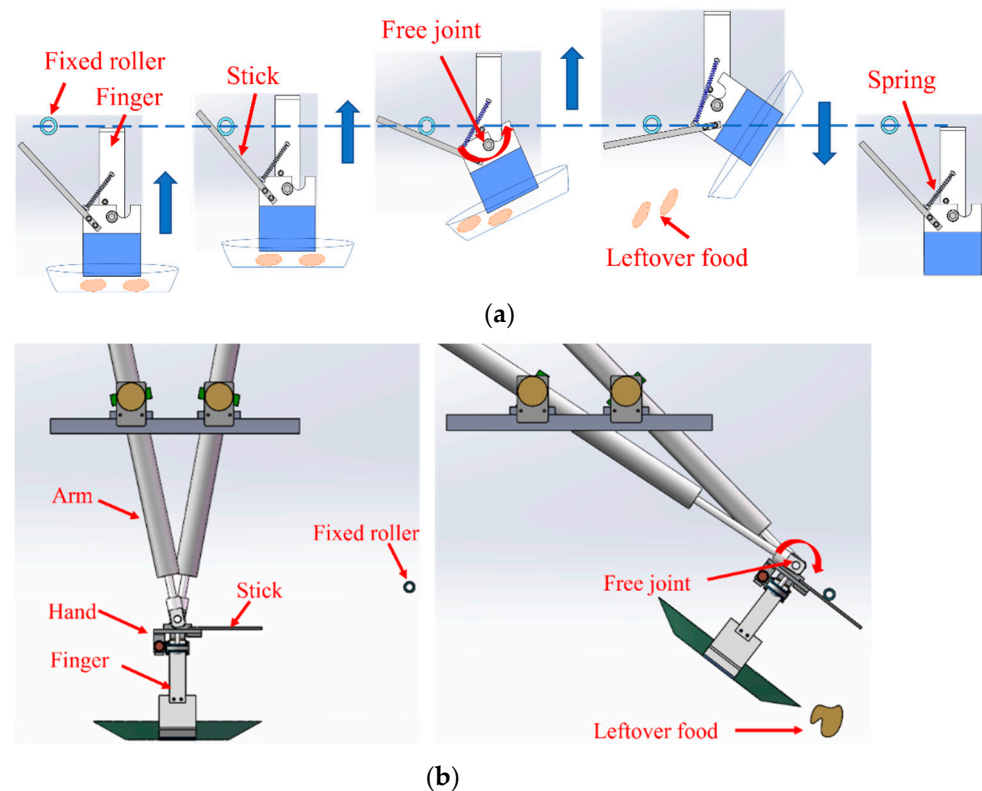 Fixed roller
Finger
Stick
Free joint
Spring
Leftover food
(a)
Arm
Fixed roller
Stick
Hand
Finger
Free joint
Leftover food
(b)